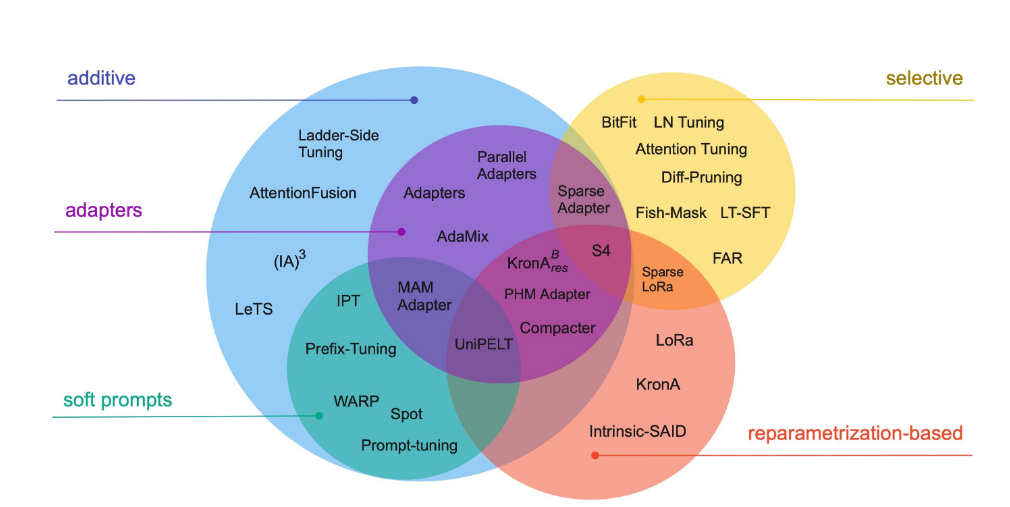 additive
selective
BitFit LN Tuning
Ladder-Side
Tuning
Attention Tuning
Parallel
Adapters
Diff-Pruning
AttentionFusion
Adapters
Sparse
Adapter
adapters
Fish-Mask LT-SFT
AdaMix
S4
FAR
(IA)³
KronA^B_res
Sparse
LoRa
MAM
Adapter
PHM Adapter
IPT
LeTS
Compacter
UniPELT
LoRa
Prefix-Tuning
KronA
soft prompts
WARP
Spot
Intrinsic-SAID
reparametrization-based
Prompt-tuning